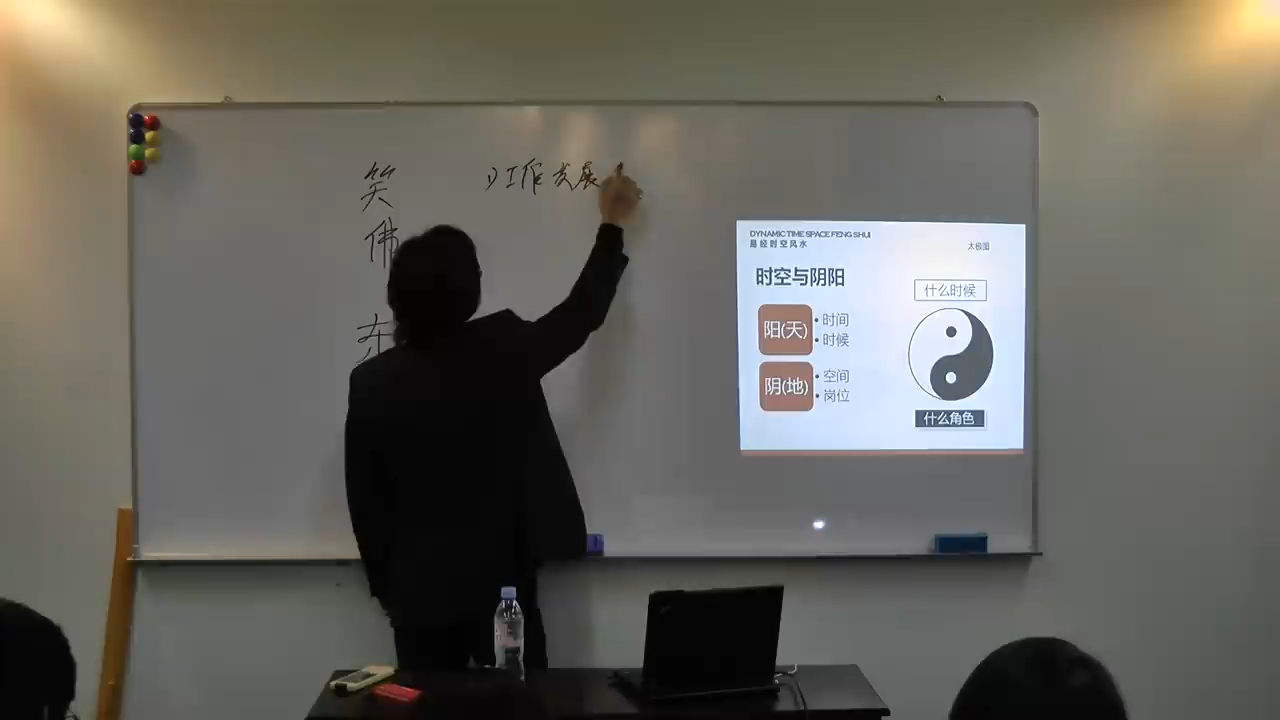 笑
佛
东
1)工作发展
DYNAMIC TIME SPACE FENG SHUI
易经时空风水
太极图
时空与阴阳
什么时候
阳(天)
• 时间
• 时候
阴(地)
• 空间
• 岗位
什么角色